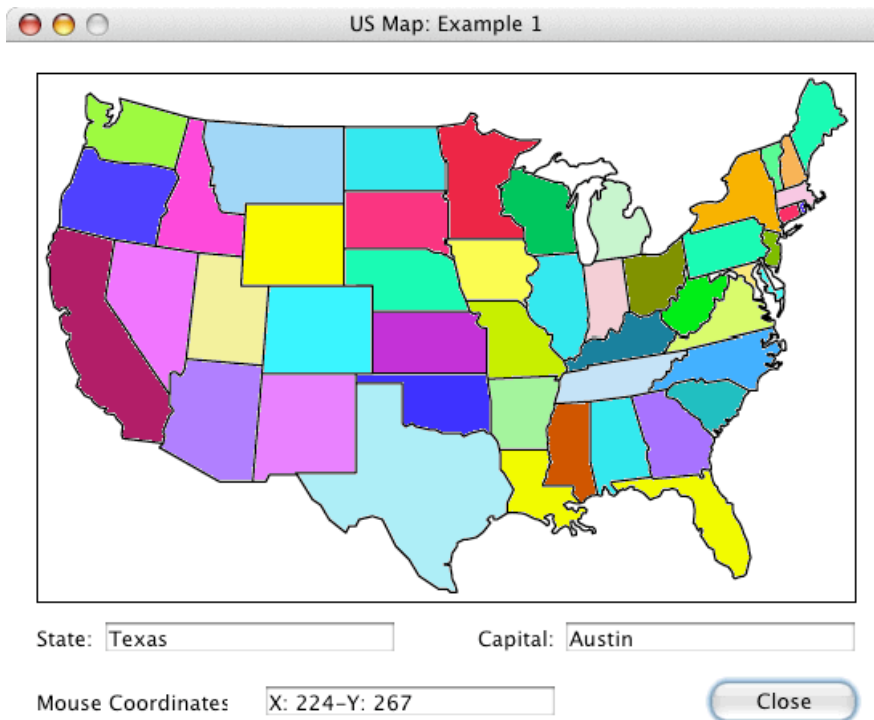 US Map: Example 1
State: Texas Capital: Austin
Mouse Coordinates X: 224-Y: 267 Close